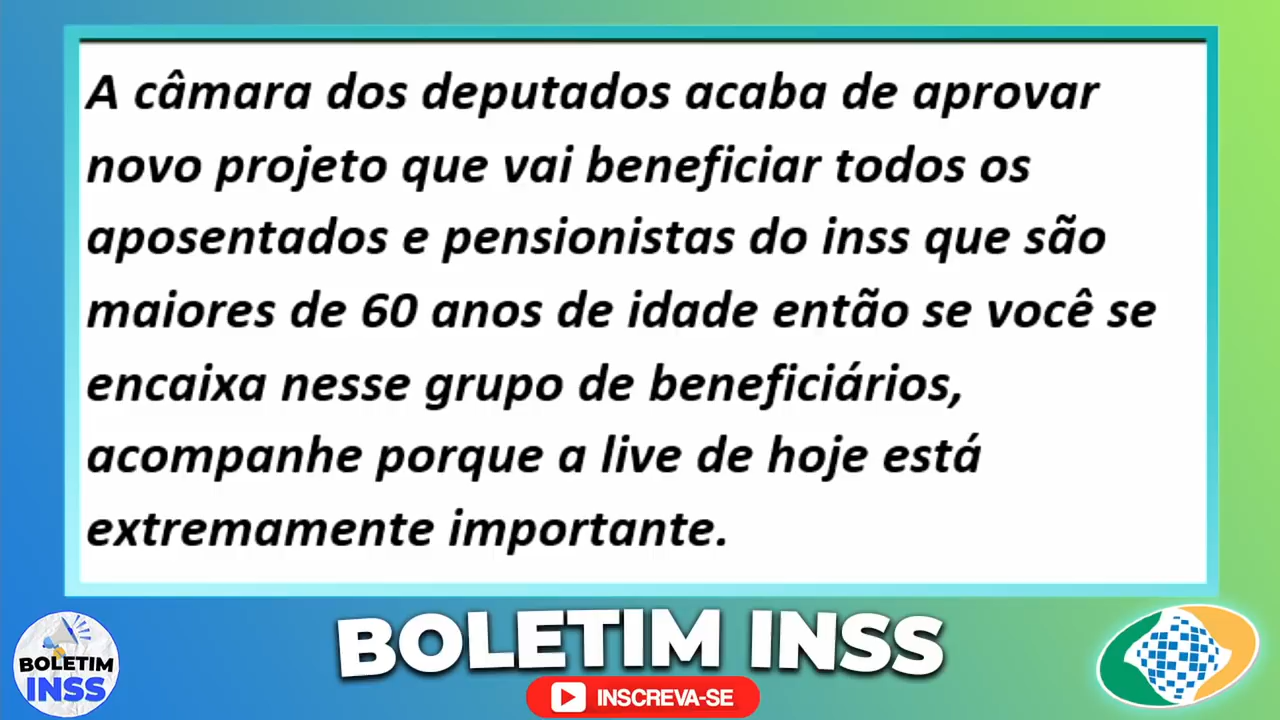 A câmara dos deputados acaba de aprovar
novo projeto que vai beneficiar todos os
aposentados e pensionistas do inss que são
maiores de 60 anos de idade então se você se
encaixa nesse grupo de beneficiários,
acompanhe porque a live de hoje está
extremamente importante.
BOLETIM INSS
BOLETIM
INSS
INSCREVA-SE